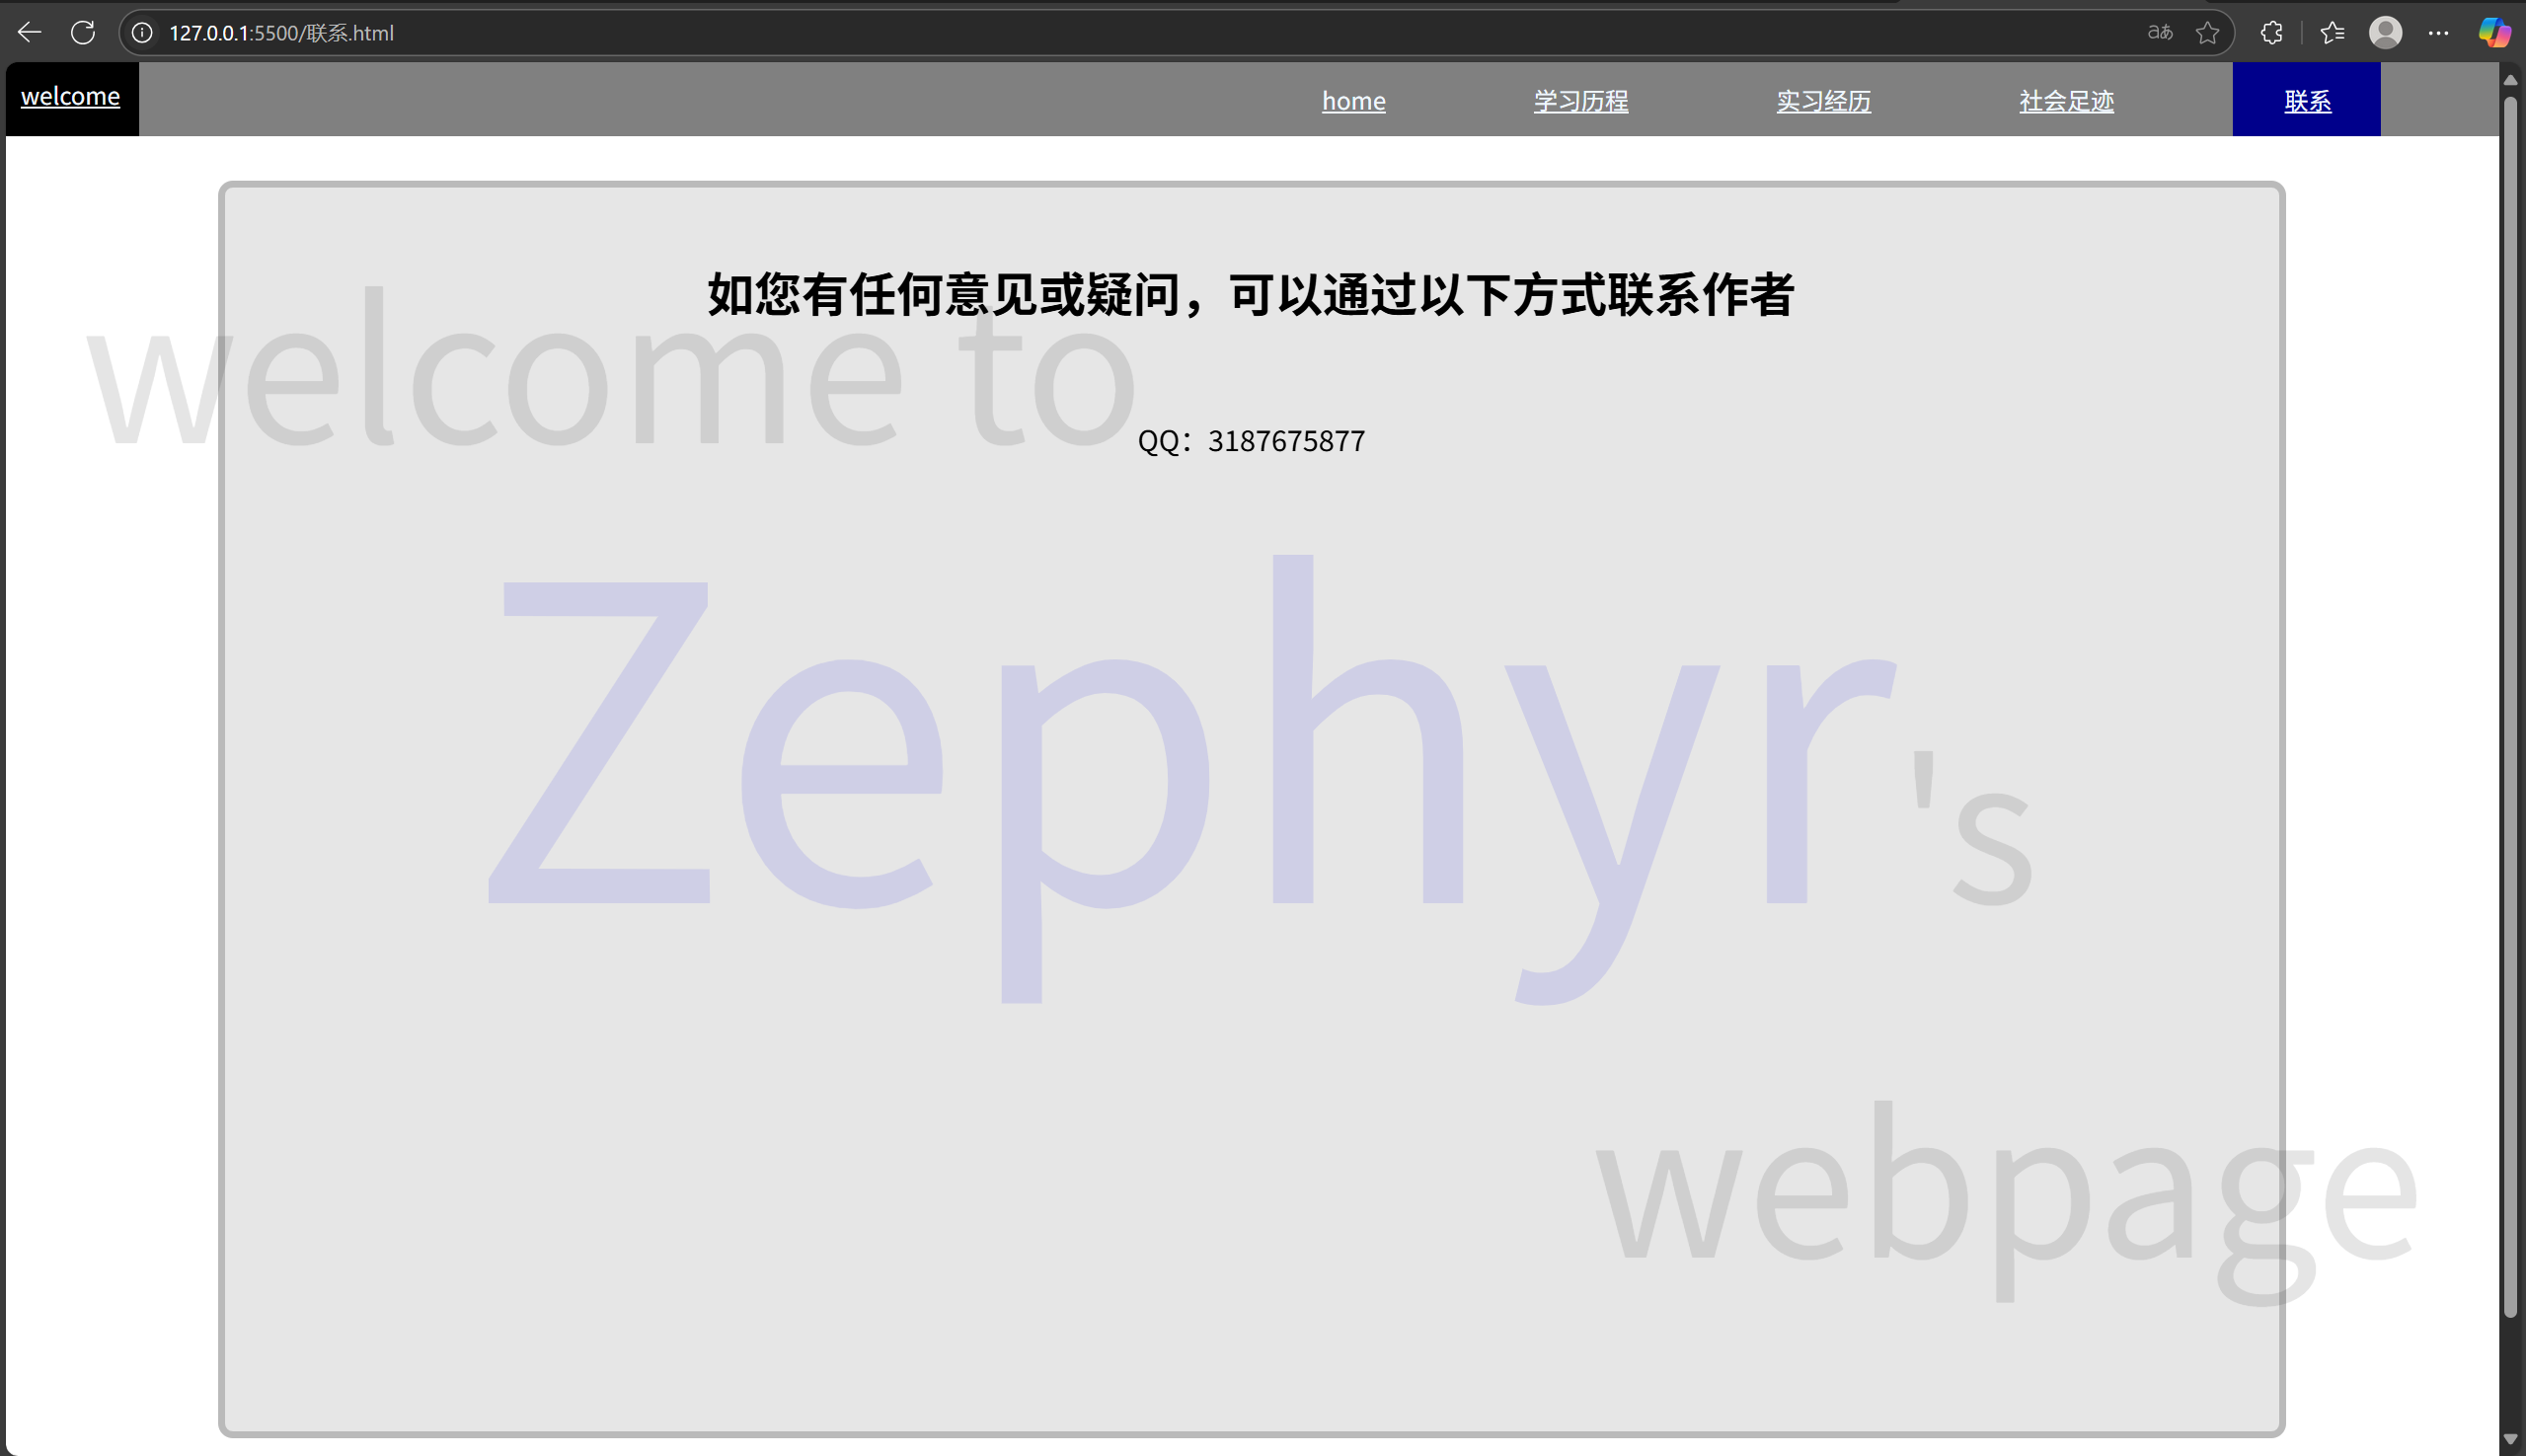 127.0.0.1:5500/联系.html
welcome
home
学习历程
实习经历
社会足迹
联系
如您有任何意见或疑问，可以通过以下方式联系作者
welcome to
QQ：3187675877
Zephyr's
webpage